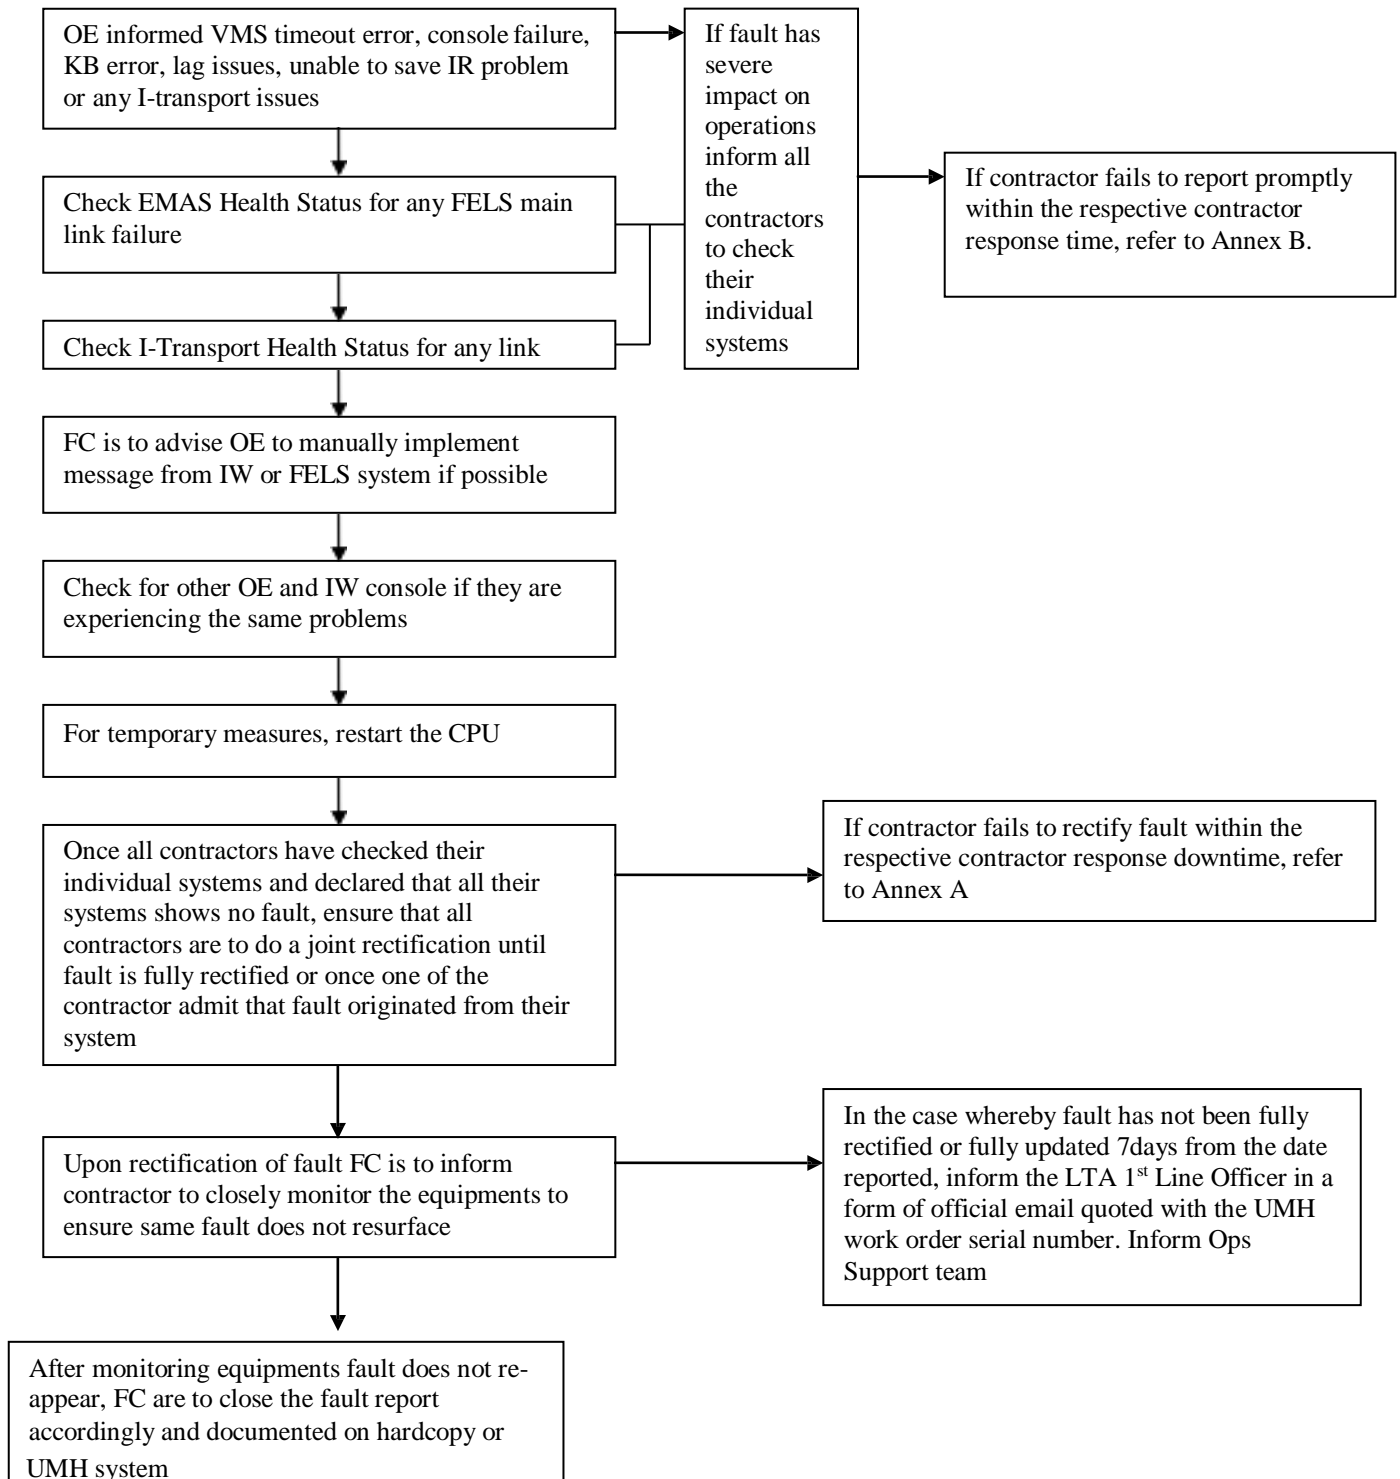 OE informed VMS timeout error, console failure,
KB error, lag issues, unable to save IR problem
or any I-transport issues
If fault has
severe
impact on
operations
inform all
the
contractors
to check
their
individual
systems
If contractor fails to report promptly
within the respective contractor
response time, refer to Annex B.
Check EMAS Health Status for any FELS main
link failure
Check I-Transport Health Status for any link
FC is to advise OE to manually implement
message from IW or FELS system if possible
Check for other OE and IW console if they are
experiencing the same problems
For temporary measures, restart the CPU
Once all contractors have checked their
individual systems and declared that all their
systems shows no fault, ensure that all
contractors are to do a joint rectification until
fault is fully rectified or once one of the
contractor admit that fault originated from their
system
If contractor fails to rectify fault within the
respective contractor response downtime, refer
to Annex A
Upon rectification of fault FC is to inform
contractor to closely monitor the equipments to
ensure same fault does not resurface
In the case whereby fault has not been fully
rectified or fully updated 7days from the date
reported, inform the LTA 1st Line Officer in a
form of official email quoted with the UMH
work order serial number. Inform Ops
Support team
After monitoring equipments fault does not re-
appear, FC are to close the fault report
accordingly and documented on hardcopy or
UMH system